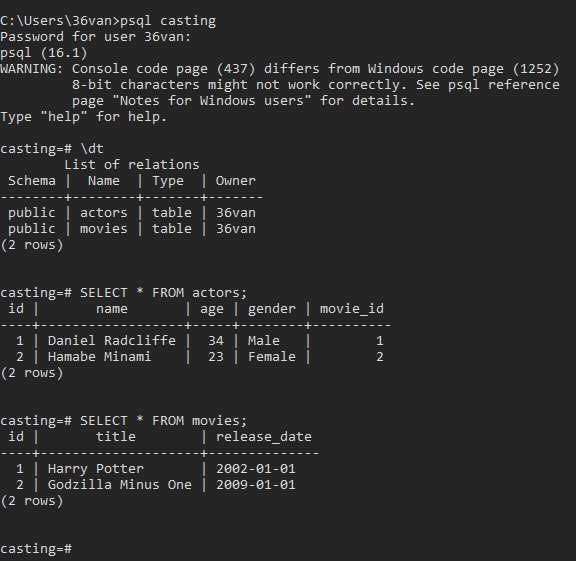 C:\Users\36van>psql casting
Password for user 36van:
psql (16.1)
WARNING: Console code page (437) differs from Windows code page (1252)
         8-bit characters might not work correctly. See psql reference
         page "Notes for Windows users" for details.
Type "help" for help.

casting=# \dt
        List of relations
 Schema |  Name  | Type  | Owner
--------+--------+-------+-------
 public | actors | table | 36van
 public | movies | table | 36van
(2 rows)


casting=# SELECT * FROM actors;
 id |       name       | age | gender | movie_id
----+------------------+-----+--------+----------
  1 | Daniel Radcliffe |  34 | Male   |        1
  2 | Hamabe Minami    |  23 | Female |        2
(2 rows)


casting=# SELECT * FROM movies;
 id |       title        | release_date
----+--------------------+--------------
  1 | Harry Potter       | 2002-01-01
  2 | Godzilla Minus One | 2009-01-01
(2 rows)


casting=#